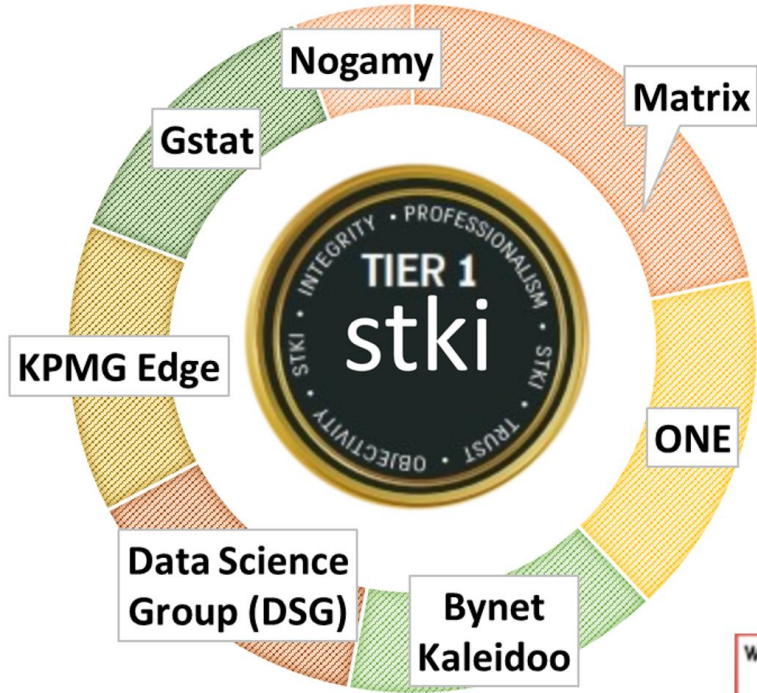 Nogamy
Matrix
Gstat
INTEGRITY • PROFESSIONALISM • STKI • TRUST • OBJECTIVITY • STKI •
TIER 1
stki
KPMG Edge
ONE
Data Science
Group (DSG)
Bynet
Kaleidoo